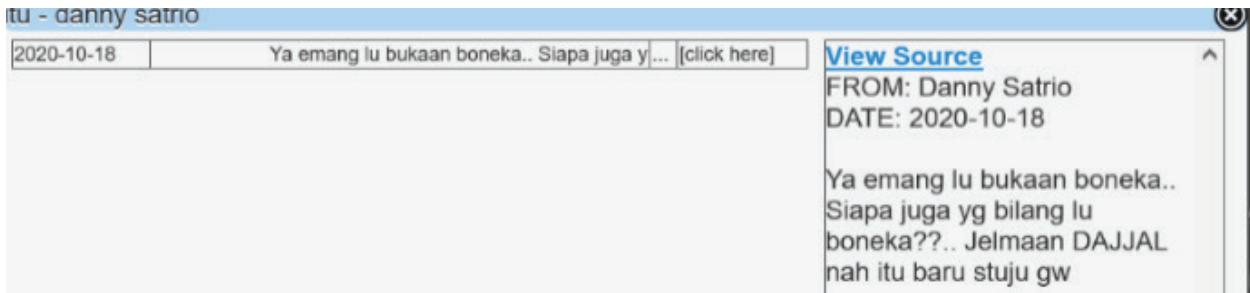 itu - danny satrio
2020-10-18 Ya emang lu bukaan boneka.. Siapa juga y ... [click here]
View Source
FROM: Danny Satrio
DATE: 2020-10-18
Ya emang lu bukaan boneka..
Siapa juga yg bilang lu
boneka??.. Jelmaan DAJJAL
nah itu baru stuju gw